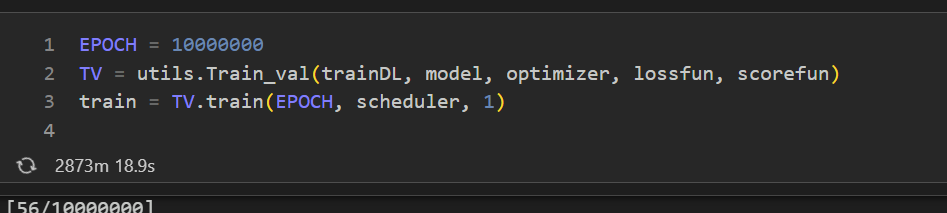 1 EPOCH = 10000000
2 TV = utils.Train_val(trainDL, model, optimizer, lossfun, scorefun)
3 train = TV.train(EPOCH, scheduler, 1)
4
2873m 18.9s
[56/10000000]